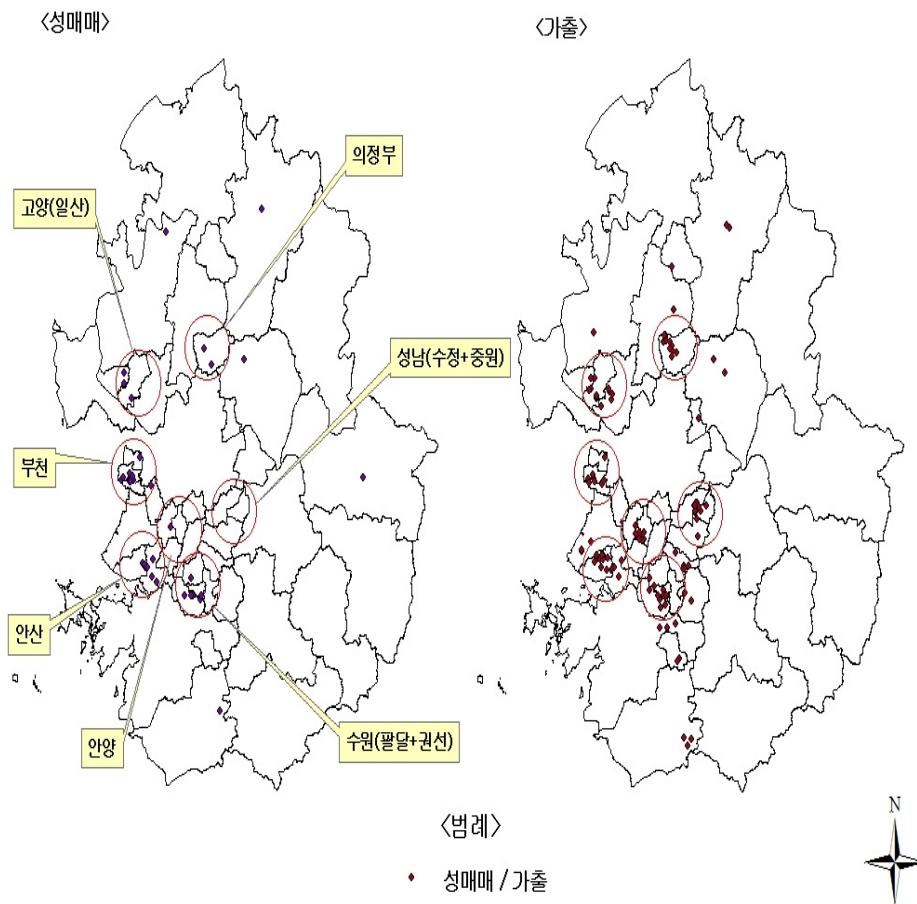 〈성매매〉
〈가출〉
의정부
고양(일산)
성남(수정+중원)
부천
안산
안양
수원(팔달+권선)
〈범례〉
성매매 / 가출
N